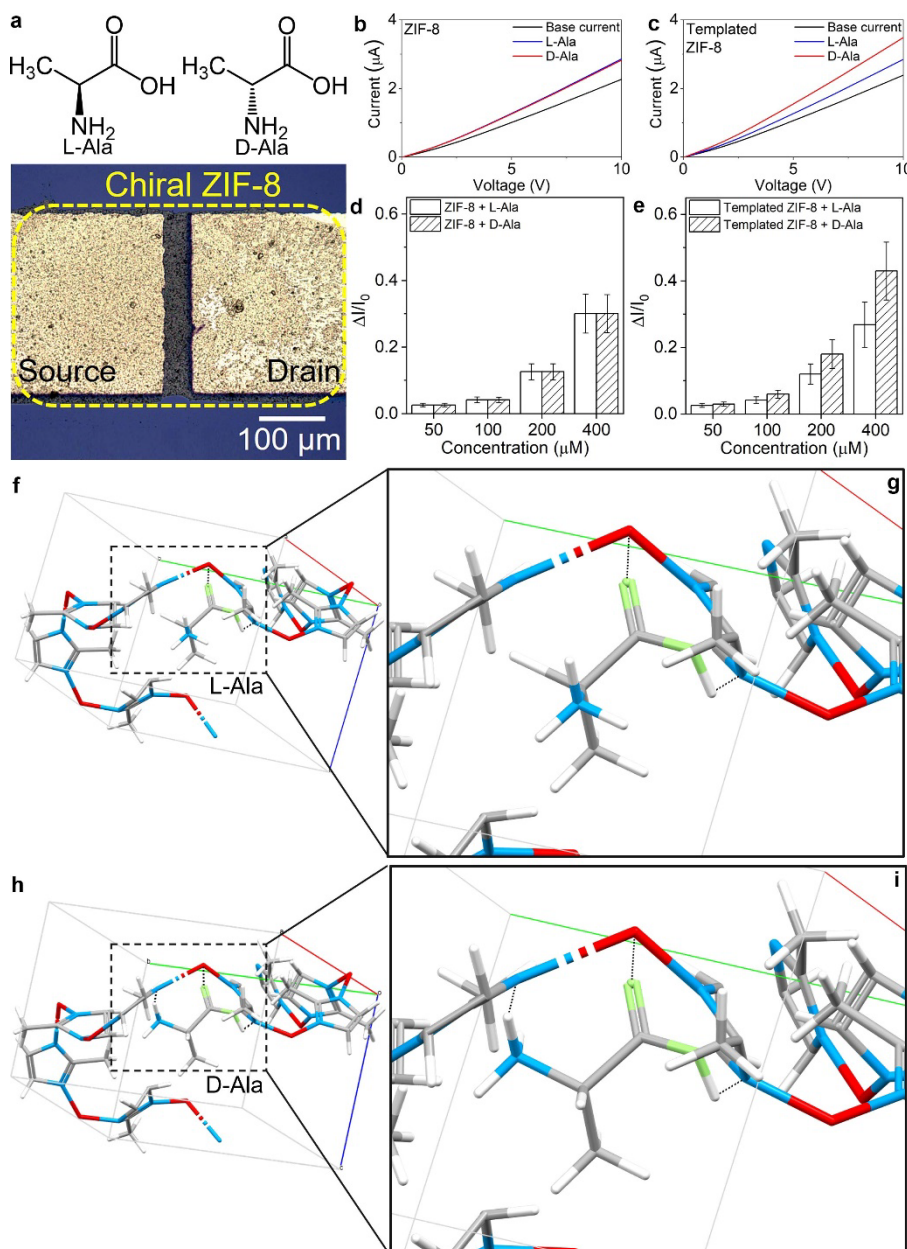 a
H₃C
O
OH
NH₂
L-Ala
H₃C
O
OH
NH₂
D-Ala
Chiral ZIF-8
Source
Drain
100 µm
b
ZIF-8
Base current
L-Ala
D-Ala
Current (µA)
4
3
2
1
0
5
10
Voltage (V)
c
Templated
ZIF-8
Base current
L-Ala
D-Ala
Current (µA)
4
3
2
1
0
5
10
Voltage (V)
d
ZIF-8 + L-Ala
ZIF-8 + D-Ala
ΔI/I₀
0.6
0.4
0.2
0.0
50
100
200
400
Concentration (µM)
e
Templated ZIF-8 + L-Ala
Templated ZIF-8 + D-Ala
ΔI/I₀
0.6
0.4
0.2
0.0
50
100
200
400
Concentration (µM)
f
L-Ala
g
h
D-Ala
i